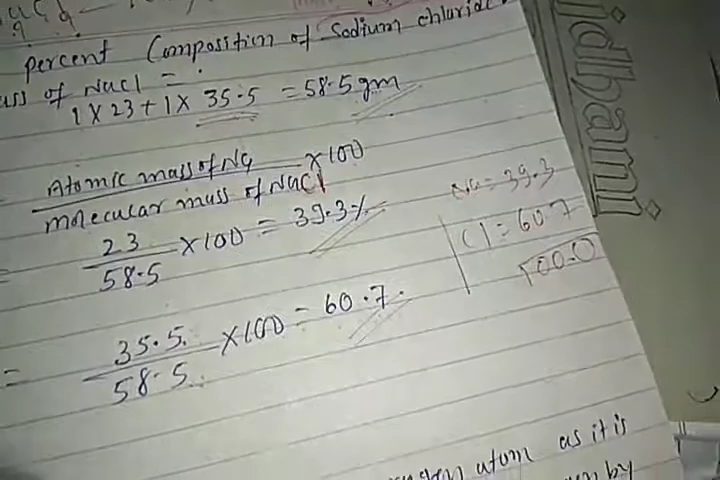 percent Composition of Sodium chloride
of NaCl =
1 X 23 + 1 X 35.5 = 58.5 gm
Atomic mass of Na X 100
molecular mass of NaCl
23 X 100 = 39.3 %
58.5
Na = 39.3
Cl = 60.7
100.0
= 35.5 X 100 = 60.7.
58.5
atom as it is
by
jdhani